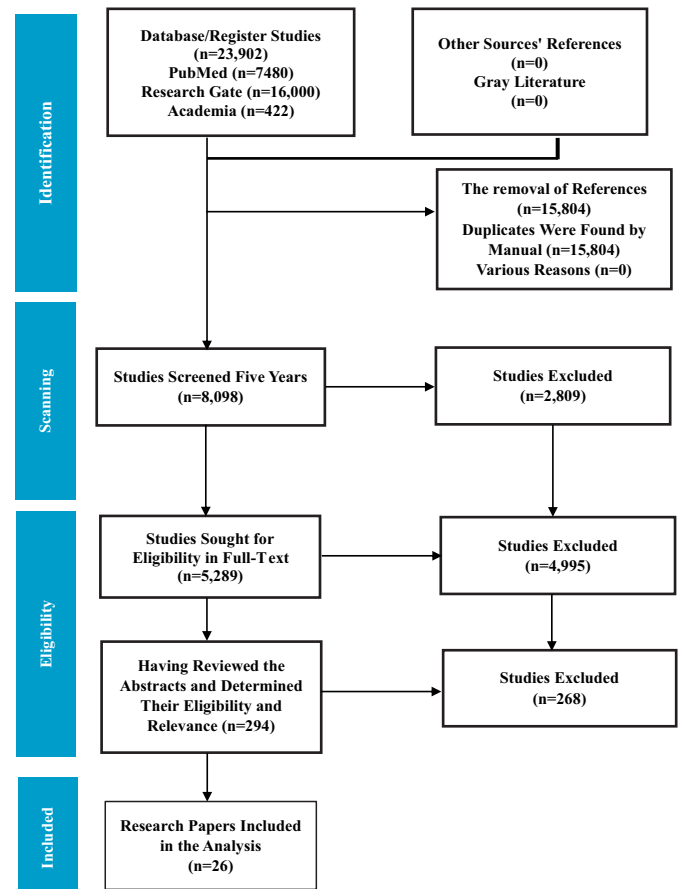 Identification
Database/Register Studies
(n=23,902)
PubMed (n=7480)
Research Gate (n=16,000)
Academia (n=422)
Other Sources' References
(n=0)
Gray Literature
(n=0)
The removal of References
(n=15,804)
Duplicates Were Found by
Manual (n=15,804)
Various Reasons (n=0)
Scanning
Studies Screened Five Years
(n=8,098)
Studies Excluded
(n=2,809)
Eligibility
Studies Sought for
Eligibility in Full-Text
(n=5,289)
Studies Excluded
(n=4,995)
Having Reviewed the
Abstracts and Determined
Their Eligibility and
Relevance (n=294)
Studies Excluded
(n=268)
Included
Research Papers Included
in the Analysis
(n=26)